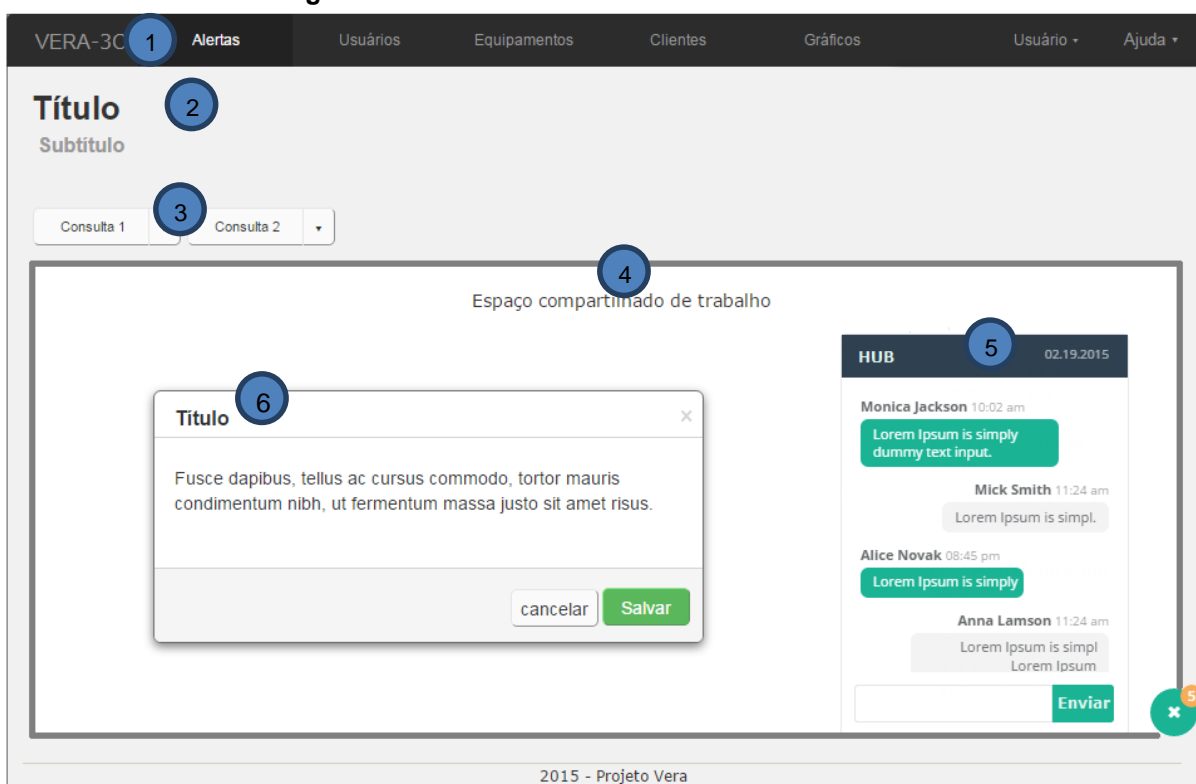 VERA-3C 1 Alertas Usuários Equipamentos Clientes Gráficos Usuário Ajuda
Título 2
Subtítulo
Consulta 1 3 Consulta 2
4
Espaço compartilhado de trabalho
HUB 5 02.19.2015
Monica Jackson 10:02 am
Lorem Ipsum is simply
dummy text input.
Mick Smith 11:24 am
Lorem Ipsum is simpl.
Alice Novak 08:45 pm
Lorem Ipsum is simply
Anna Lamson 11:24 am
Lorem Ipsum is simpl
Lorem Ipsum
Enviar
5
6
Título ×
Fusce dapibus, tellus ac cursus commodo, tortor mauris
condimentum nibh, ut fermentum massa justo sit amet risus.
cancelar Salvar
2015 - Projeto Vera